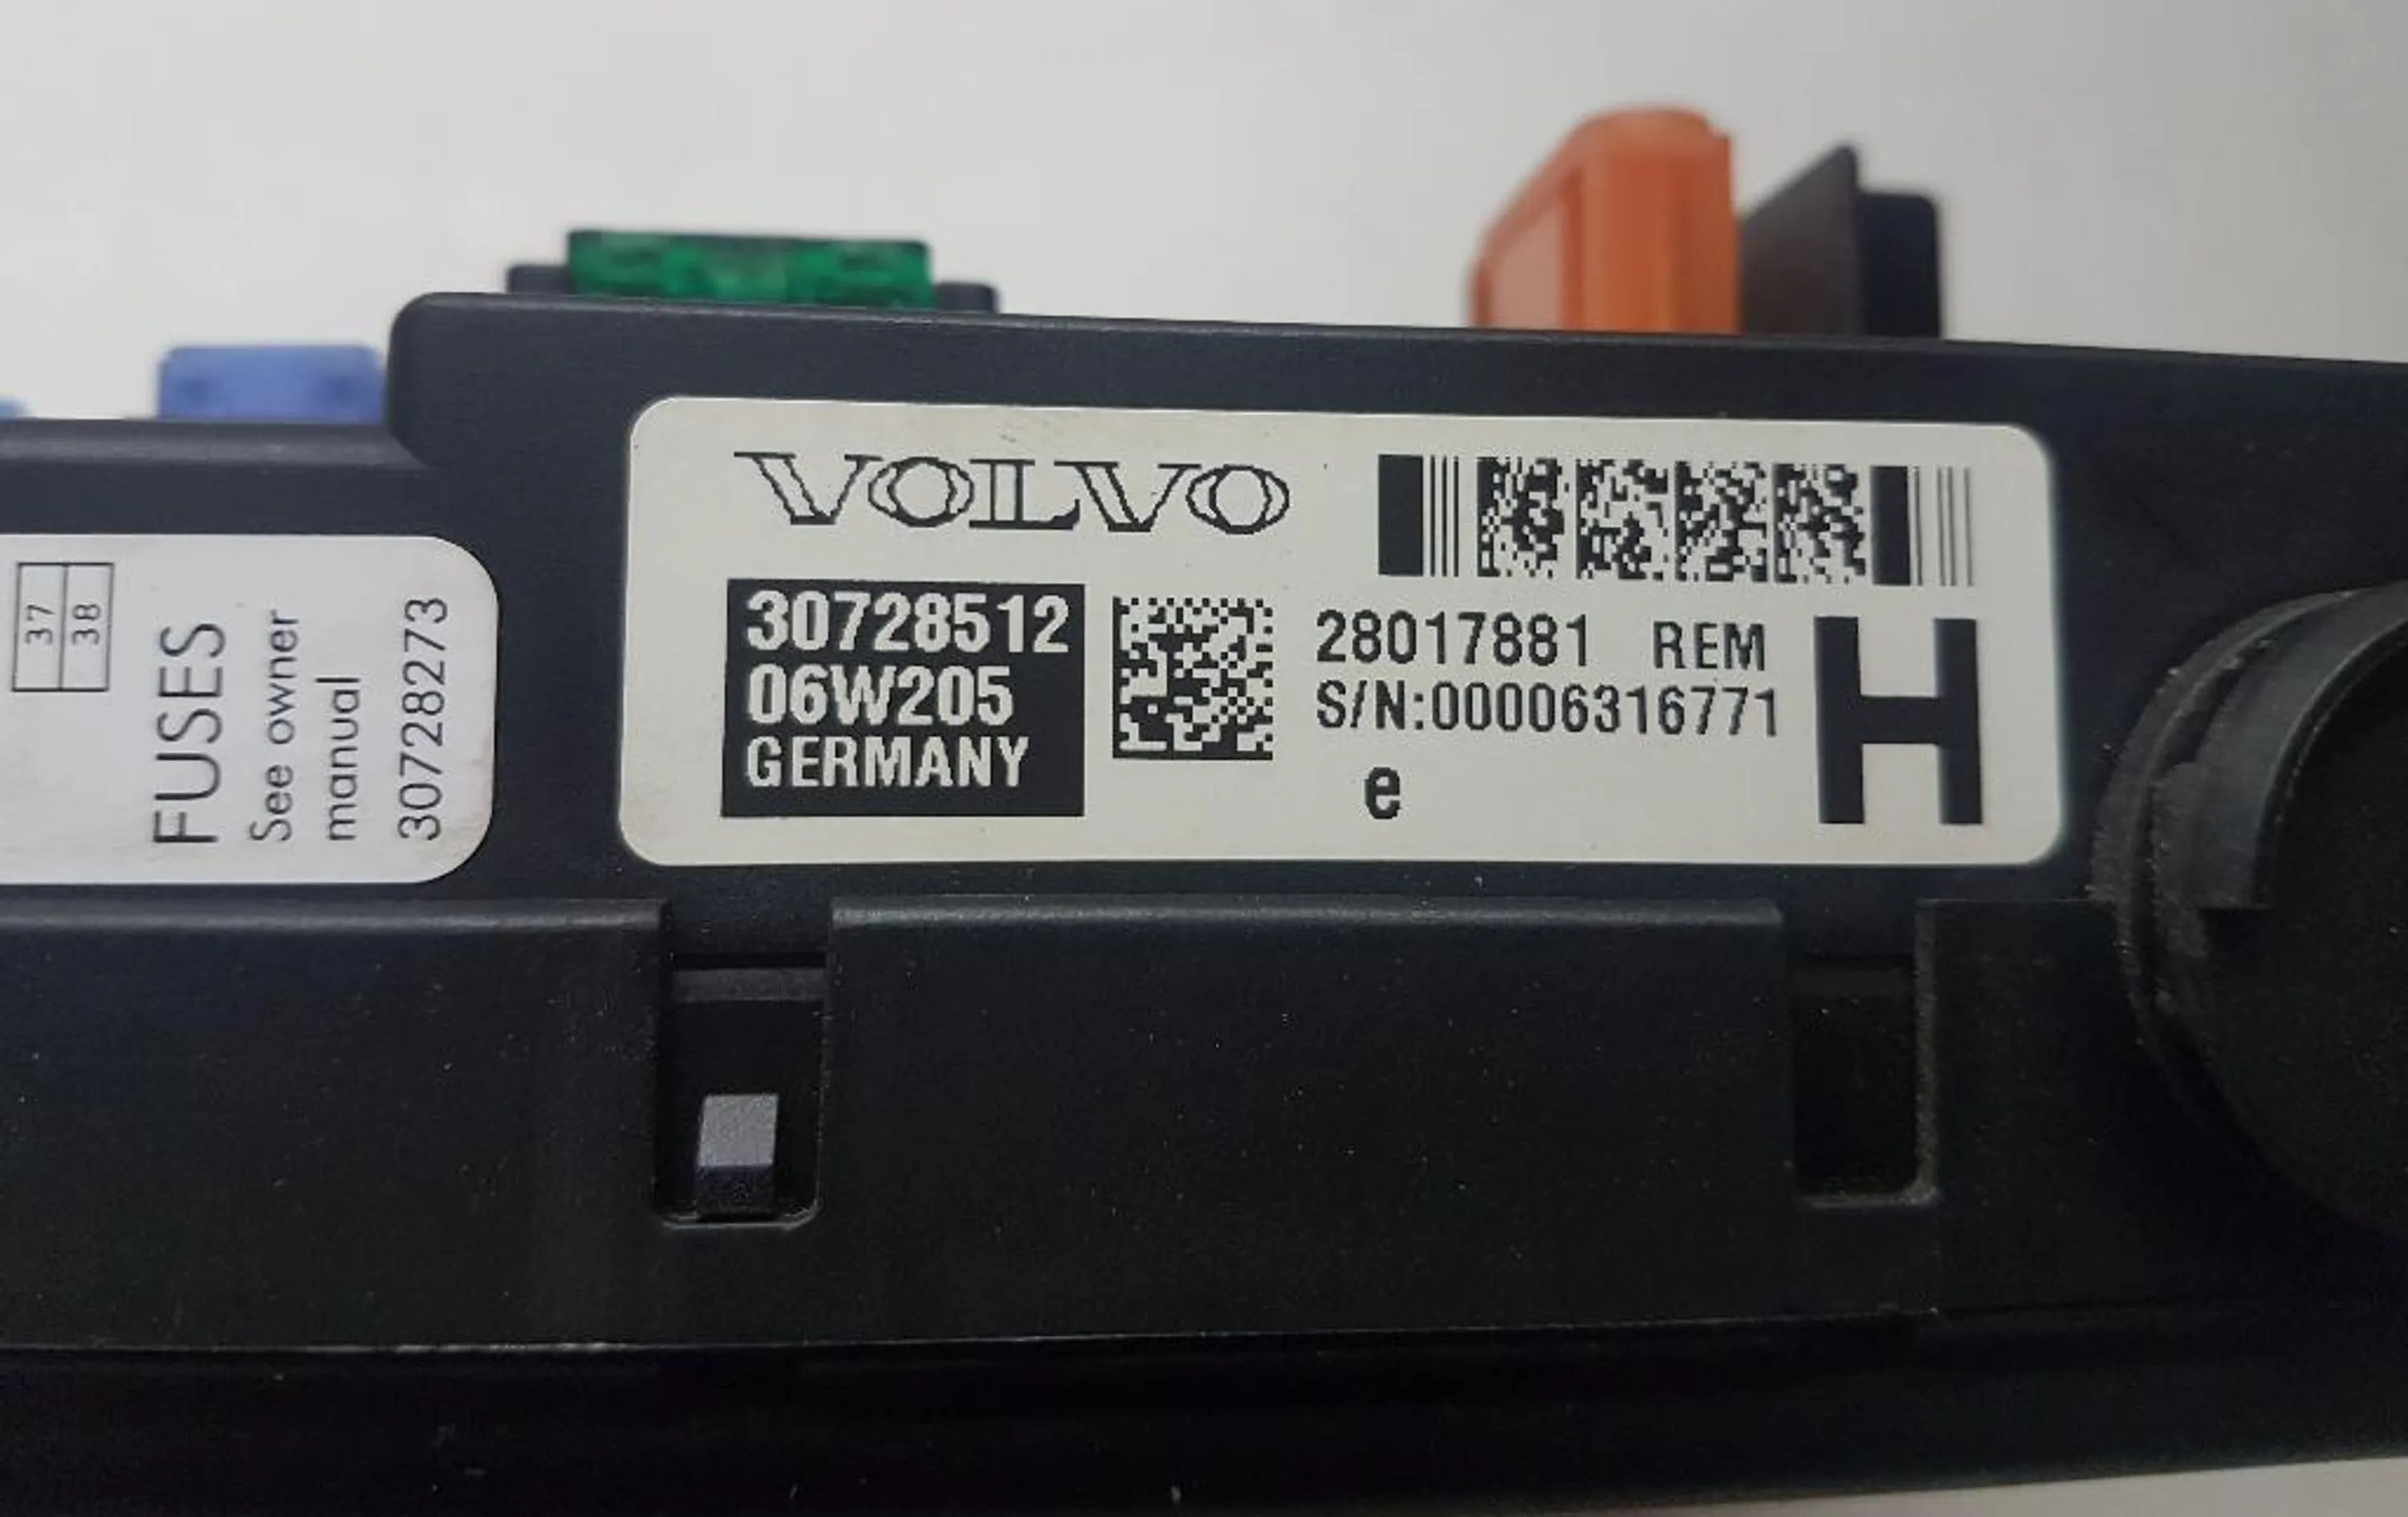 37
38
FUSES
See owner
manual
30728273
VOLVO
30728512
06W205
GERMANY
28017881 REM
S/N:00006316771
e
H